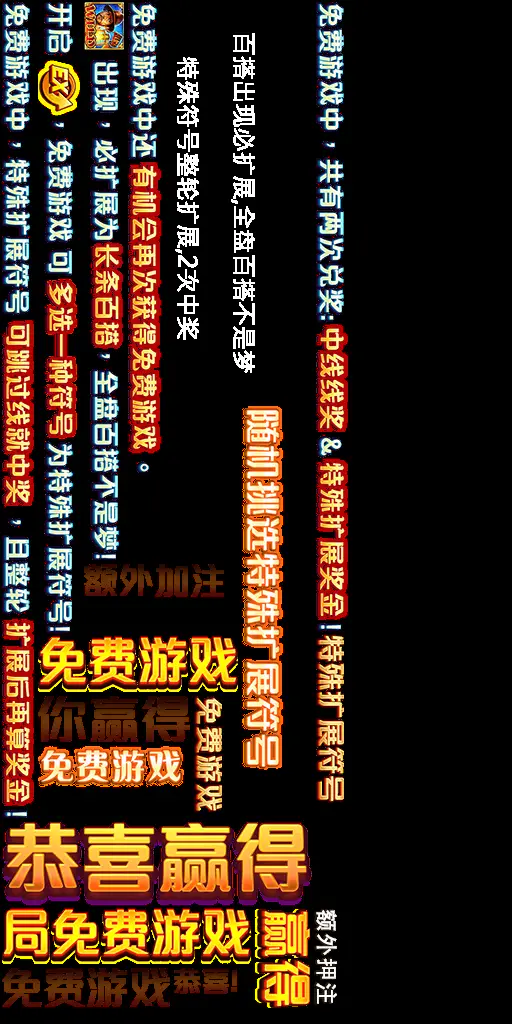 免费游戏中，特殊扩展符号 可跳过线就中奖 ，且整轮 扩展后再算奖金！
开启 EX ，免费游戏 可 多选一种符号 为特殊扩展符号！
WILD 出现，必扩展为长条百搭，全盘百搭不是梦！
免费游戏中还 有机会再次获得免费游戏 。
特殊符号整轮扩展,2次中奖
百搭出现必扩展,全盘百搭不是梦
免费游戏中，共有两次兑奖:中线线奖 & 特殊扩展奖金！特殊扩展符号
随机挑选特殊扩展符号
额外加注
免费游戏
你赢得
免费游戏
免费游戏
恭喜赢得
局免费游戏
赢得
额外押注
免费游戏
恭喜!